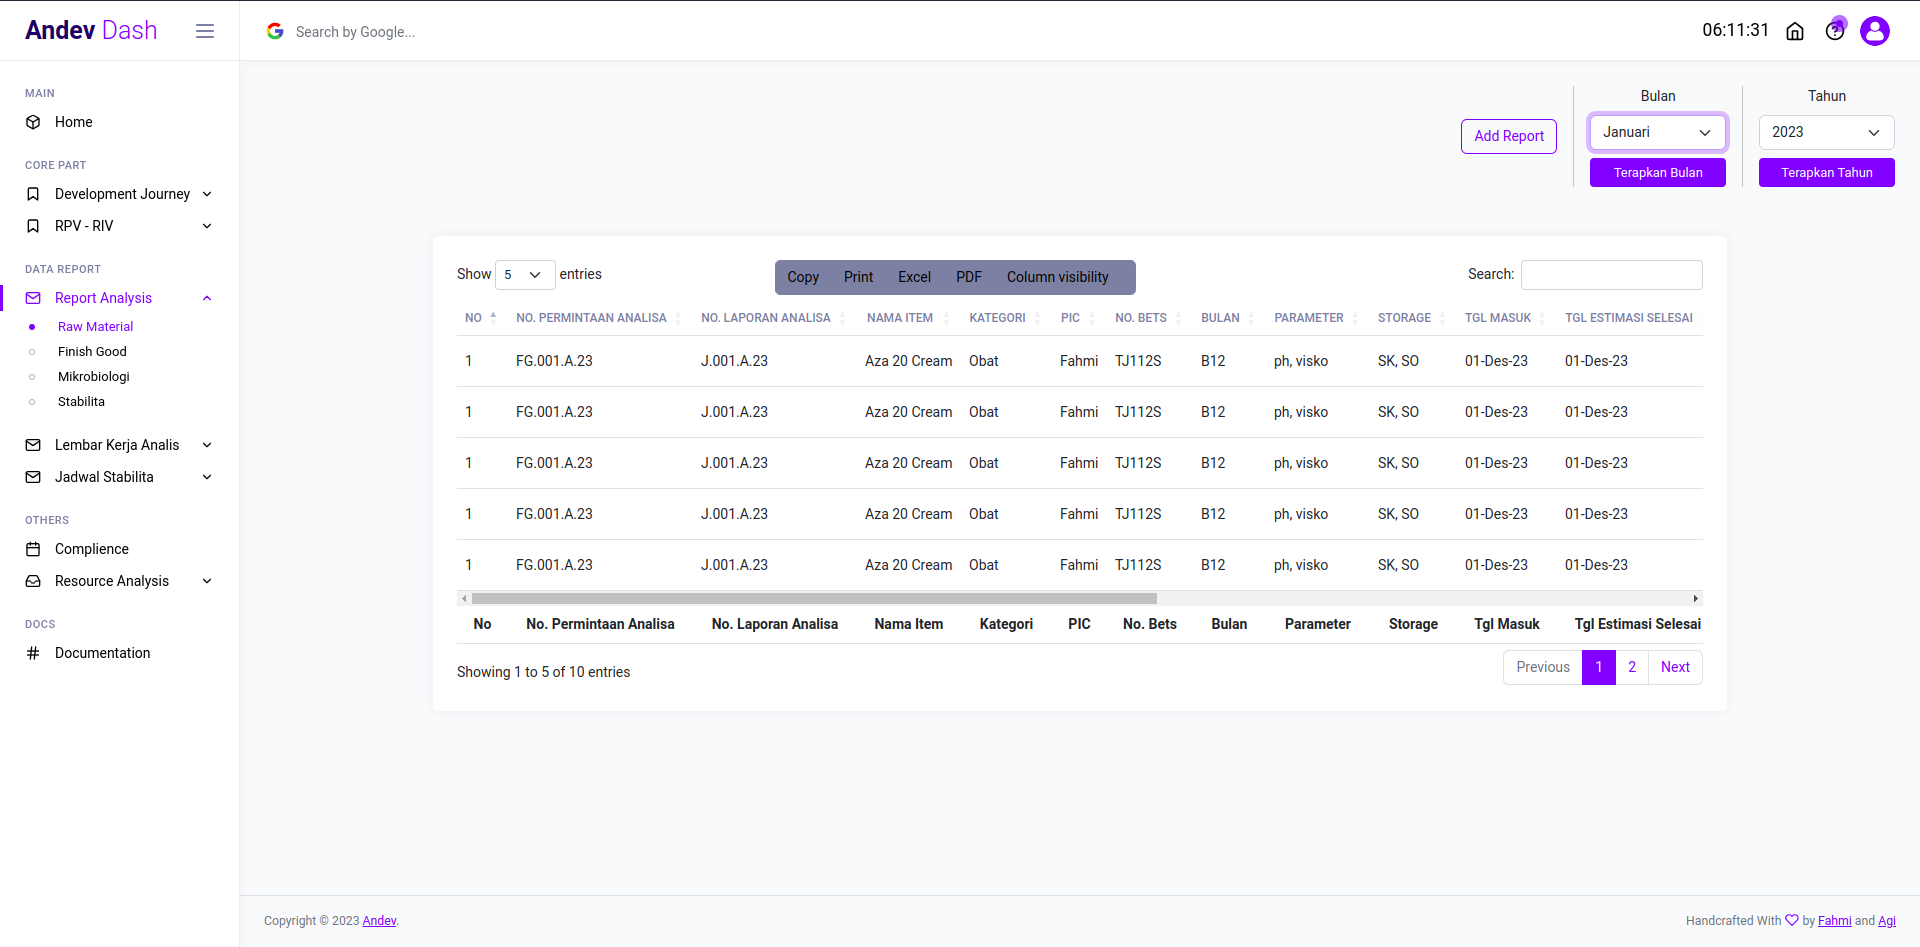 Andev Dash
Search by Google...
06:11:31
MAIN
Home
CORE PART
Development Journey
RPV - RIV
DATA REPORT
Report Analysis
Raw Material
Finish Good
Mikrobiologi
Stabilita
Lembar Kerja Analis
Jadwal Stabilita
OTHERS
Complience
Resource Analysis
DOCS
Documentation
Add Report
Bulan
Januari
Terapkan Bulan
Tahun
2023
Terapkan Tahun
Show 5 entries
Copy Print Excel PDF Column visibility
Search:
NO NO. PERMINTAAN ANALISA NO. LAPORAN ANALISA NAMA ITEM KATEGORI PIC NO. BETS BULAN PARAMETER STORAGE TGL MASUK TGL ESTIMASI SELESAI
1 FG.001.A.23 J.001.A.23 Aza 20 Cream Obat Fahmi TJ112S B12 ph, visko SK, SO 01-Des-23 01-Des-23
1 FG.001.A.23 J.001.A.23 Aza 20 Cream Obat Fahmi TJ112S B12 ph, visko SK, SO 01-Des-23 01-Des-23
1 FG.001.A.23 J.001.A.23 Aza 20 Cream Obat Fahmi TJ112S B12 ph, visko SK, SO 01-Des-23 01-Des-23
1 FG.001.A.23 J.001.A.23 Aza 20 Cream Obat Fahmi TJ112S B12 ph, visko SK, SO 01-Des-23 01-Des-23
1 FG.001.A.23 J.001.A.23 Aza 20 Cream Obat Fahmi TJ112S B12 ph, visko SK, SO 01-Des-23 01-Des-23
No No. Permintaan Analisa No. Laporan Analisa Nama Item Kategori PIC No. Bets Bulan Parameter Storage Tgl Masuk Tgl Estimasi Selesai
Showing 1 to 5 of 10 entries
Previous 1 2 Next
Copyright © 2023 Andev.
Handcrafted With by Fahmi and Agi